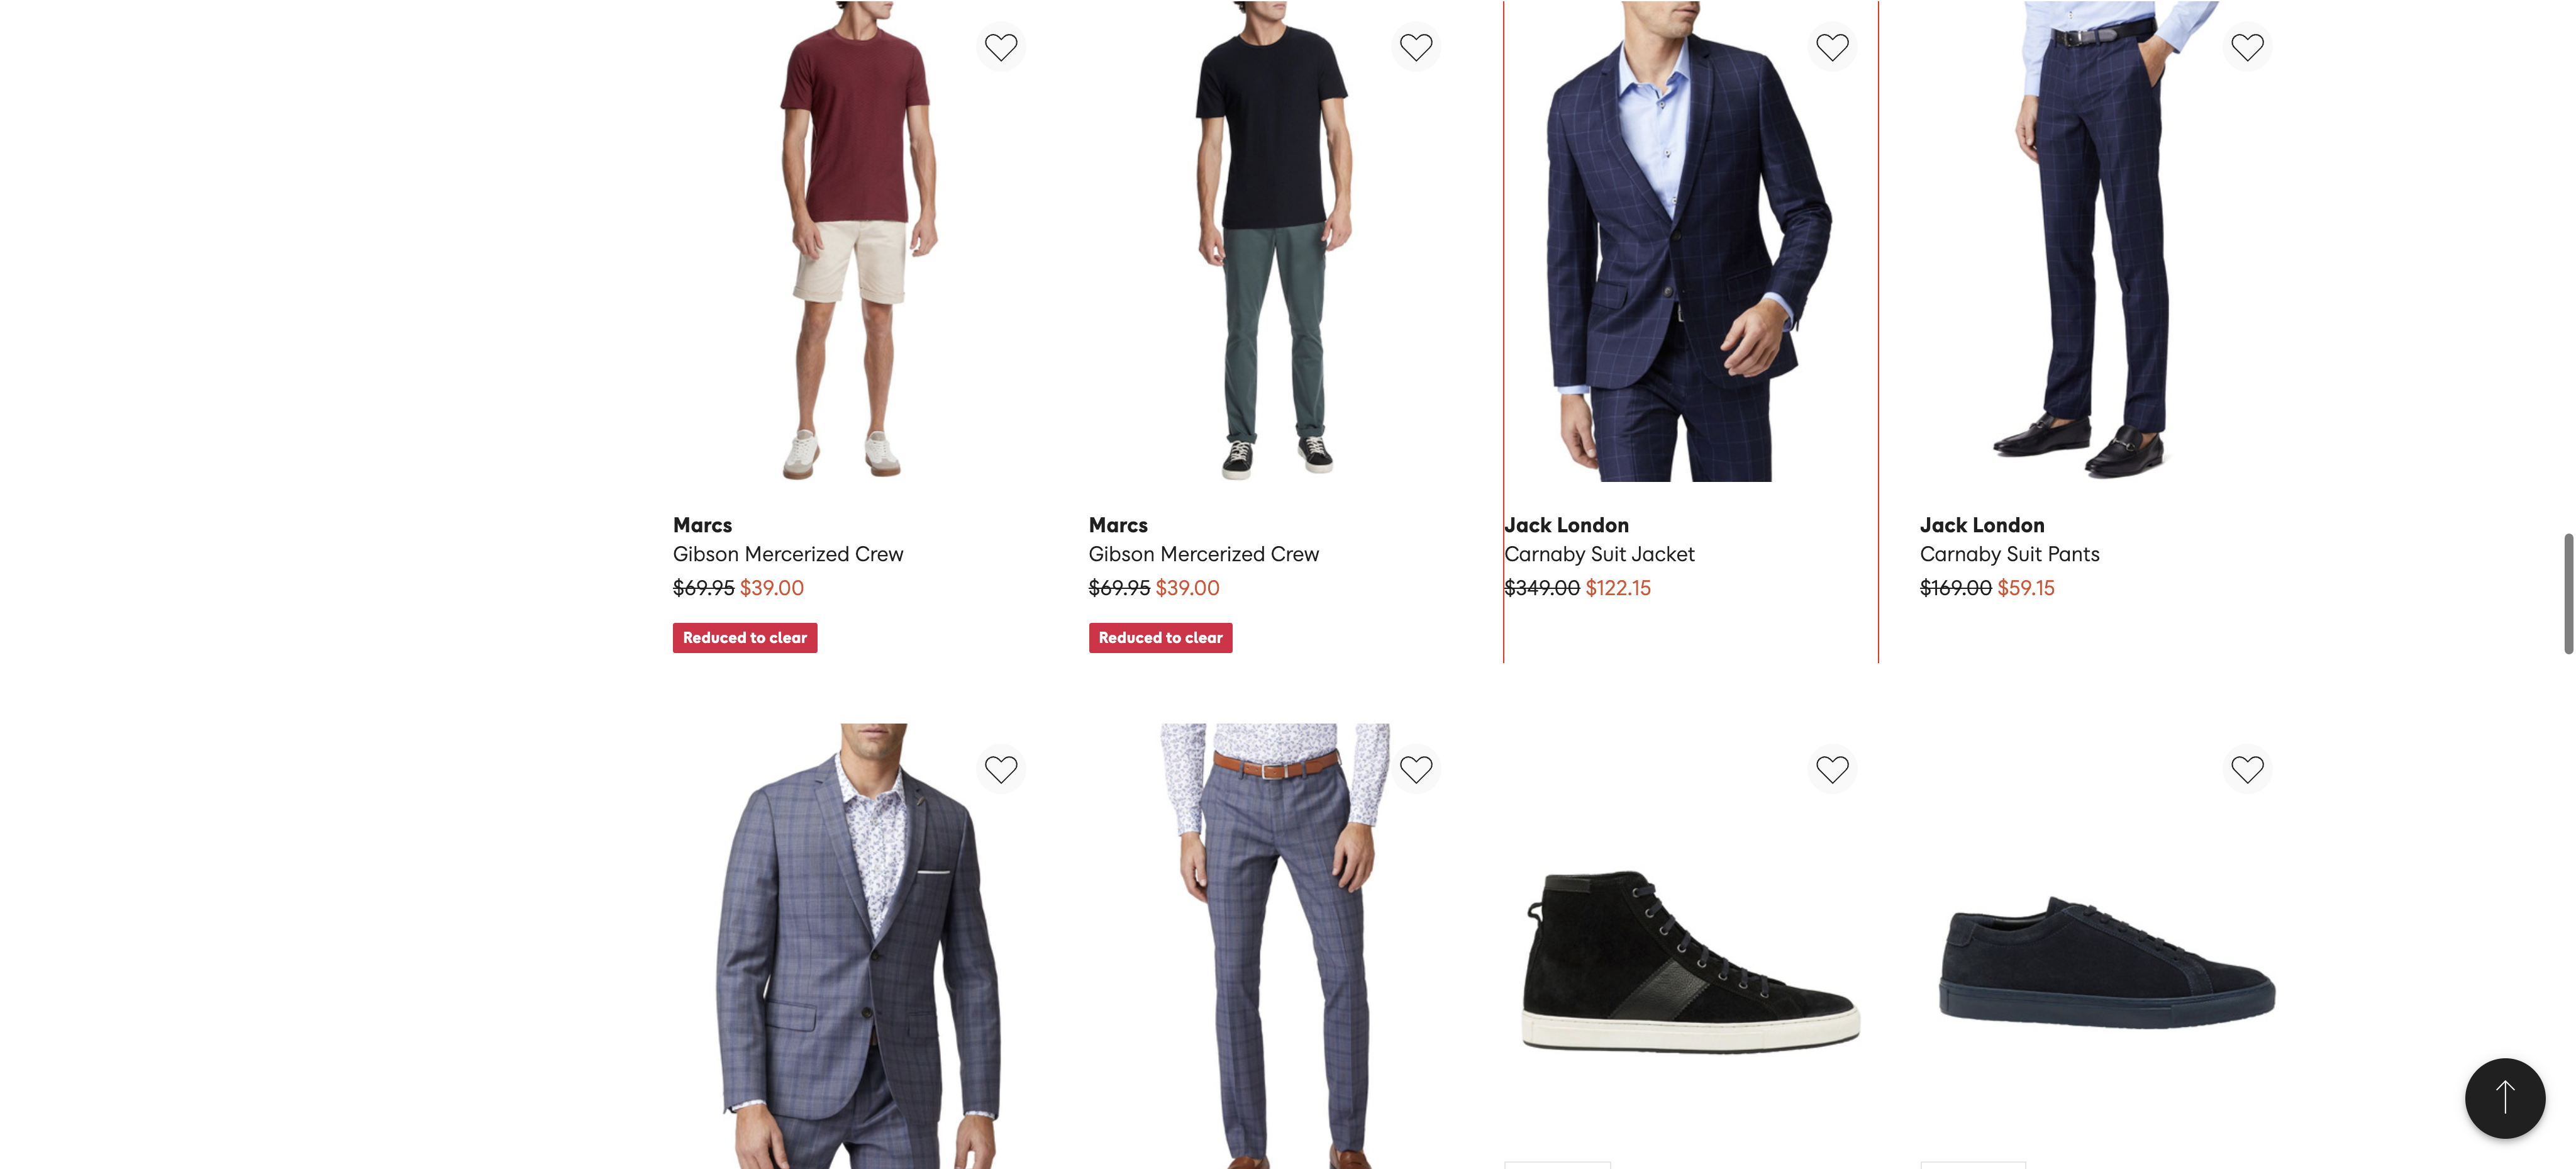 Marcs
Gibson Mercerized Crew
$69.95 $39.00
Reduced to clear
Marcs
Gibson Mercerized Crew
$69.95 $39.00
Reduced to clear
Jack London
Carnaby Suit Jacket
$349.00 $122.15
Jack London
Carnaby Suit Pants
$169.00 $59.15